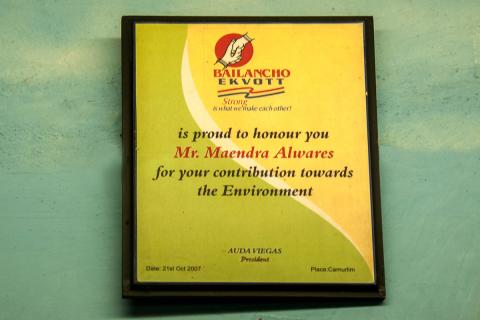 BAILANCHO
EKVOTT
Strong
is what we make each other!
is proud to honour you
Mr. Maendra Alwares
for your contribution towards
the Environment
AUDA VIEGAS
President
Date: 21st Oct 2007
Place:Camurlim